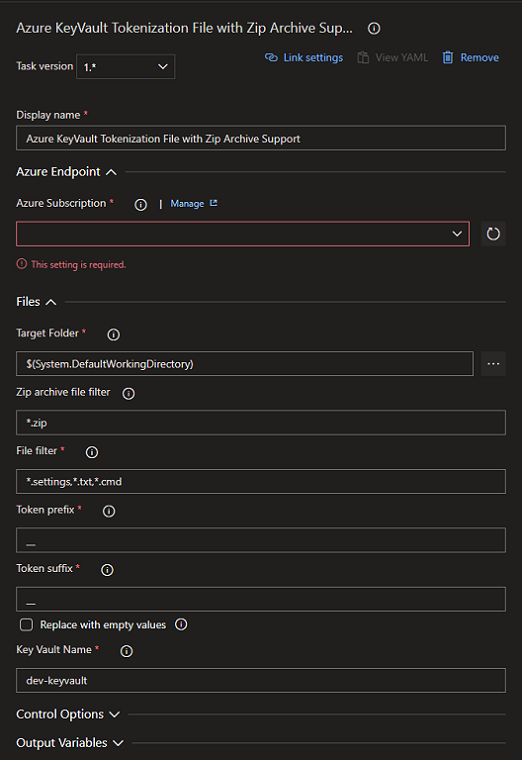 Azure KeyVault Tokenization File with Zip Archive Sup...
Task version 1.* Link settings View YAML Remove
Display name *
Azure KeyVault Tokenization File with Zip Archive Support
Azure Endpoint
Azure Subscription * | Manage
This setting is required.
Files
Target Folder *
$(System.DefaultWorkingDirectory)
...
Zip archive file filter
*.zip
File filter *
*.settings,*.txt,*.cmd
Token prefix *
__
Token suffix *
__
Replace with empty values
Key Vault Name *
dev-keyvault
Control Options
Output Variables